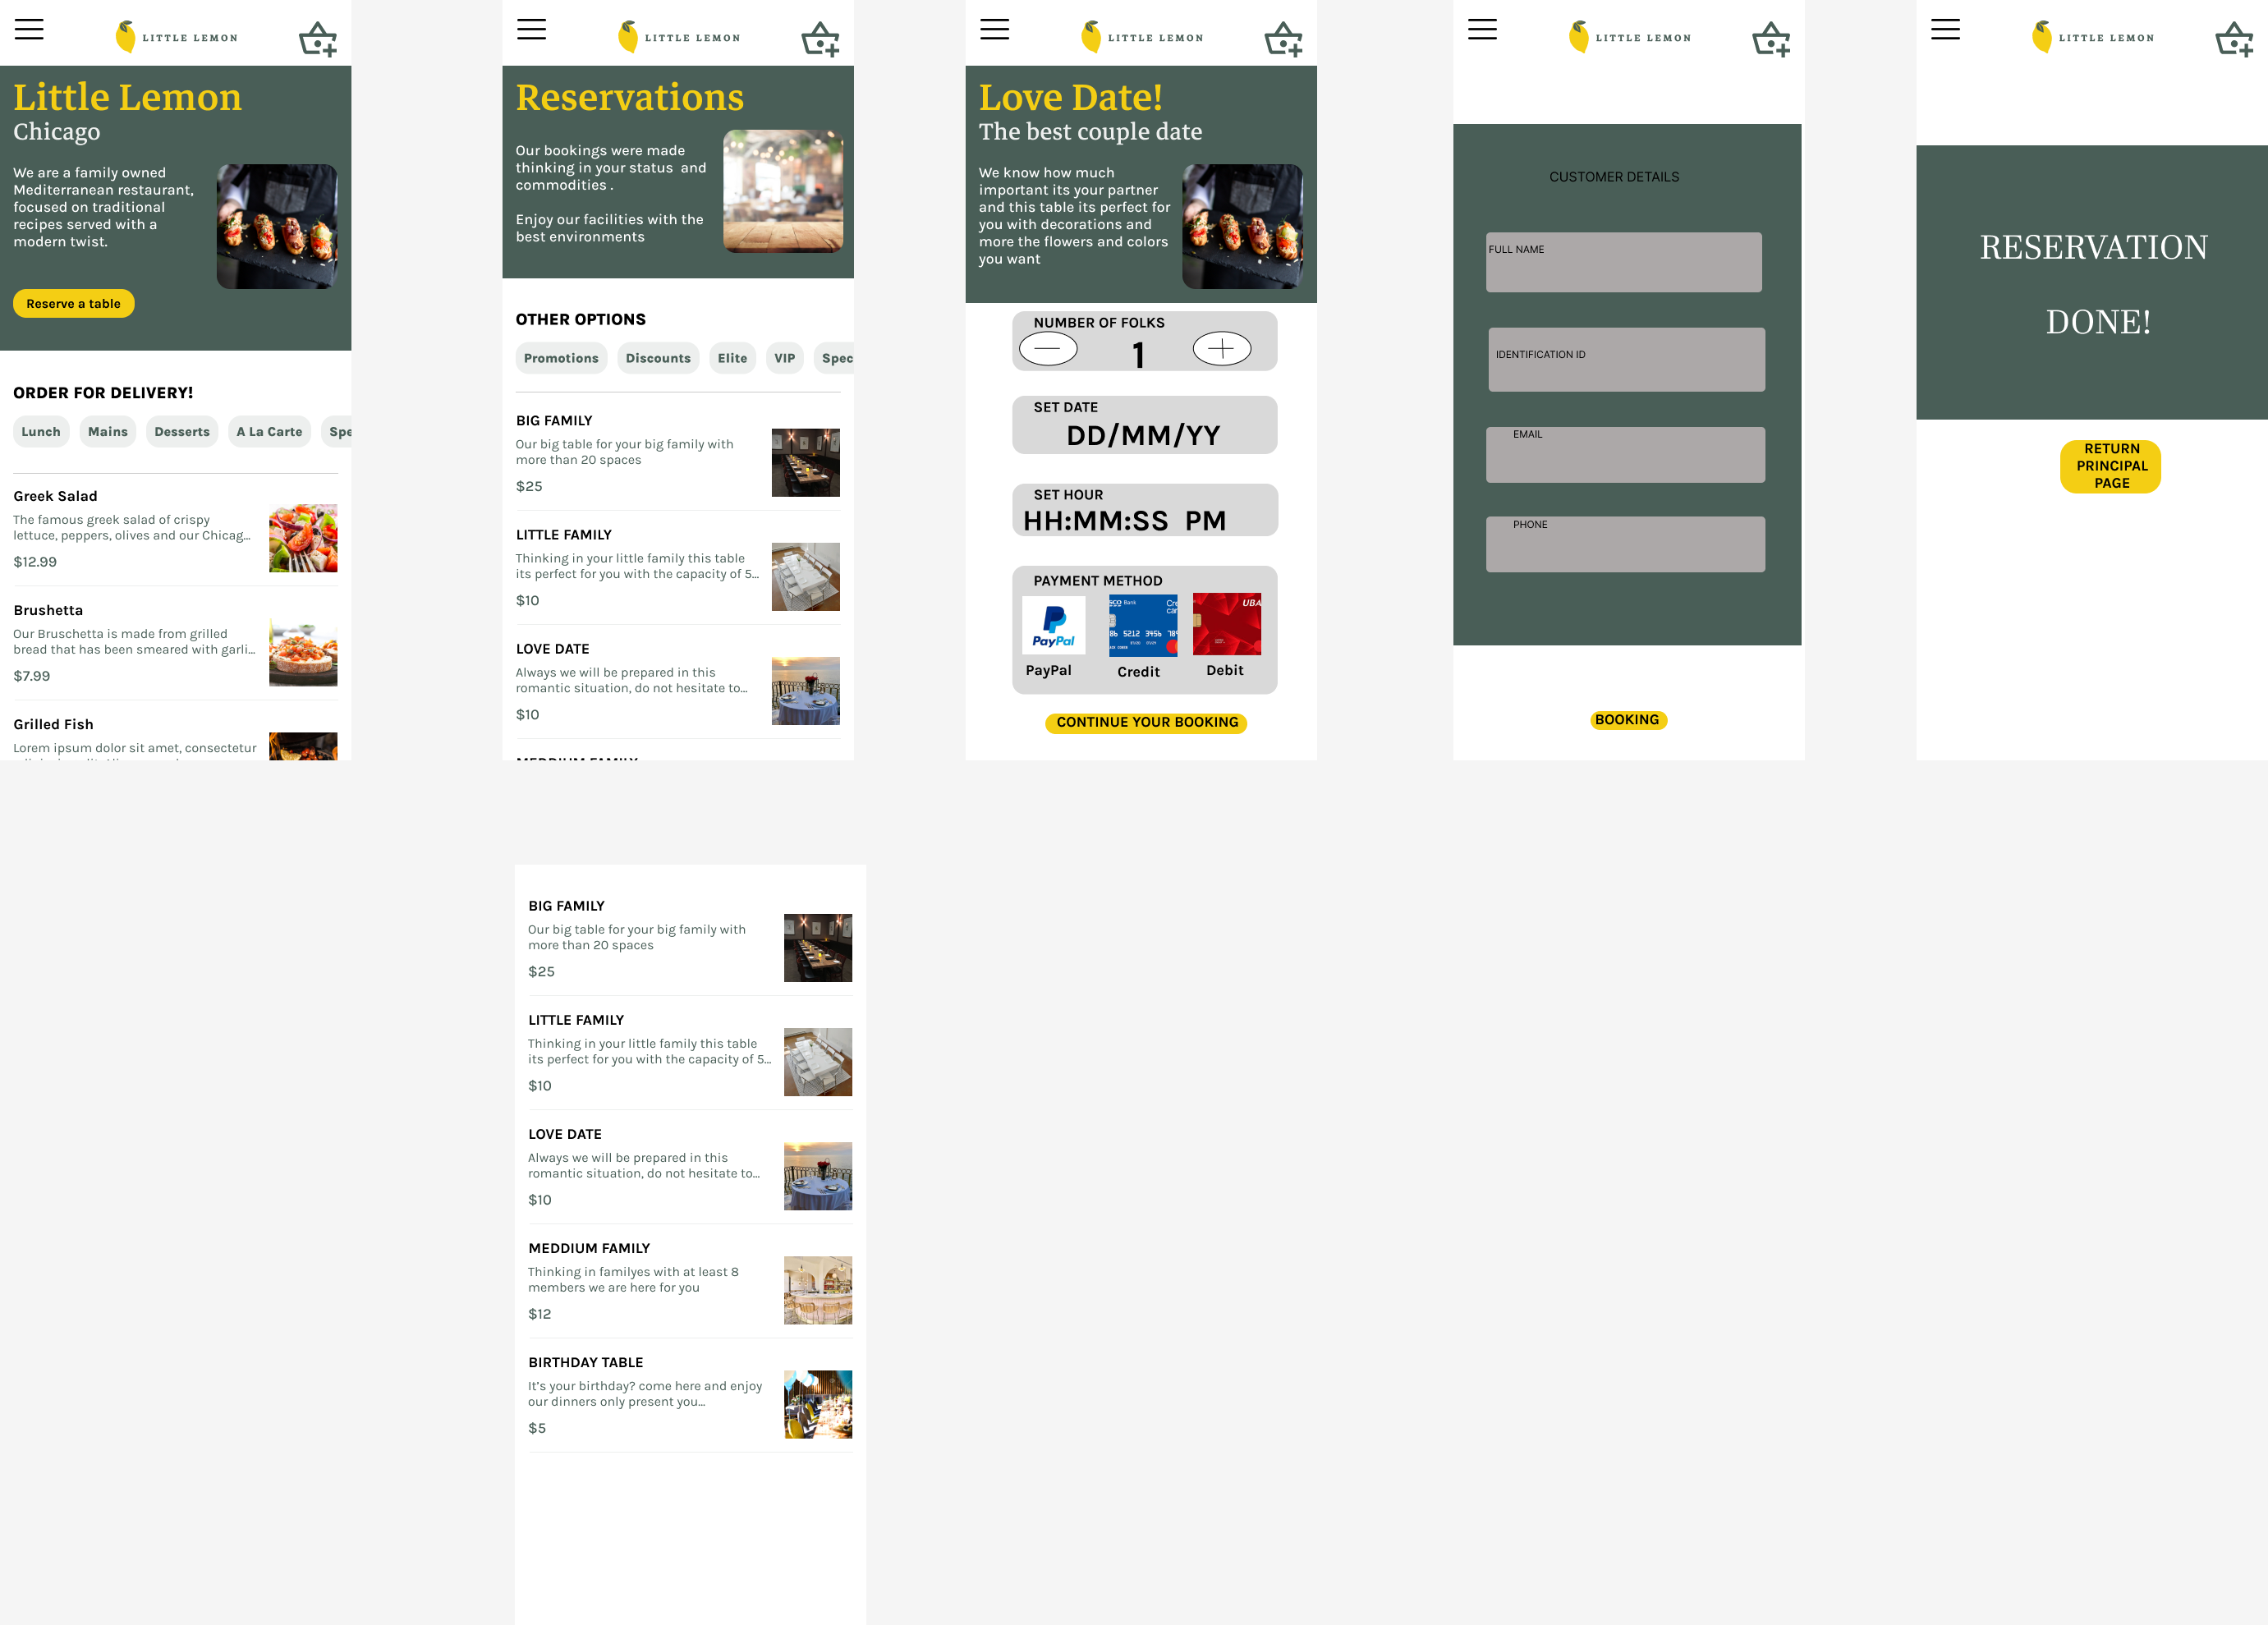 LITTLE LEMON
Little Lemon
Chicago
We are a family owned
Mediterranean restaurant,
focused on traditional
recipes served with a
modern twist.
Reserve a table
ORDER FOR DELIVERY!
Lunch Mains Desserts A La Carte Spe
Greek Salad
The famous greek salad of crispy
lettuce, peppers, olives and our Chicag...
$12.99
Brushetta
Our Bruschetta is made from grilled
bread that has been smeared with garli...
$7.99
Grilled Fish
Lorem ipsum dolor sit amet, consectetur
LITTLE LEMON
Reservations
Our bookings were made
thinking in your status and
commodities .
Enjoy our facilities with the
best environments
OTHER OPTIONS
Promotions Discounts Elite VIP Spec
BIG FAMILY
Our big table for your big family with
more than 20 spaces
$25
LITTLE FAMILY
Thinking in your little family this table
its perfect for you with the capacity of 5...
$10
LOVE DATE
Always we will be prepared in this
romantic situation, do not hesitate to...
$10
MEDDIUM FAMILY
LITTLE LEMON
Love Date!
The best couple date
We know how much
important its your partner
and this table its perfect for
you with decorations and
more the flowers and colors
you want
NUMBER OF FOLKS
1
SET DATE
DD/MM/YY
SET HOUR
HH:MM:SS PM
PAYMENT METHOD
PayPal
Bank
UBA
5212 3456
PayPal Credit Debit
CONTINUE YOUR BOOKING
LITTLE LEMON
CUSTOMER DETAILS
FULL NAME
IDENTIFICATION ID
EMAIL
PHONE
BOOKING
LITTLE LEMON
RESERVATION
DONE!
RETURN
PRINCIPAL
PAGE
BIG FAMILY
Our big table for your big family with
more than 20 spaces
$25
LITTLE FAMILY
Thinking in your little family this table
its perfect for you with the capacity of 5...
$10
LOVE DATE
Always we will be prepared in this
romantic situation, do not hesitate to...
$10
MEDDIUM FAMILY
Thinking in familyes with at least 8
members we are here for you
$12
BIRTHDAY TABLE
It's your birthday? come here and enjoy
our dinners only present you...
$5